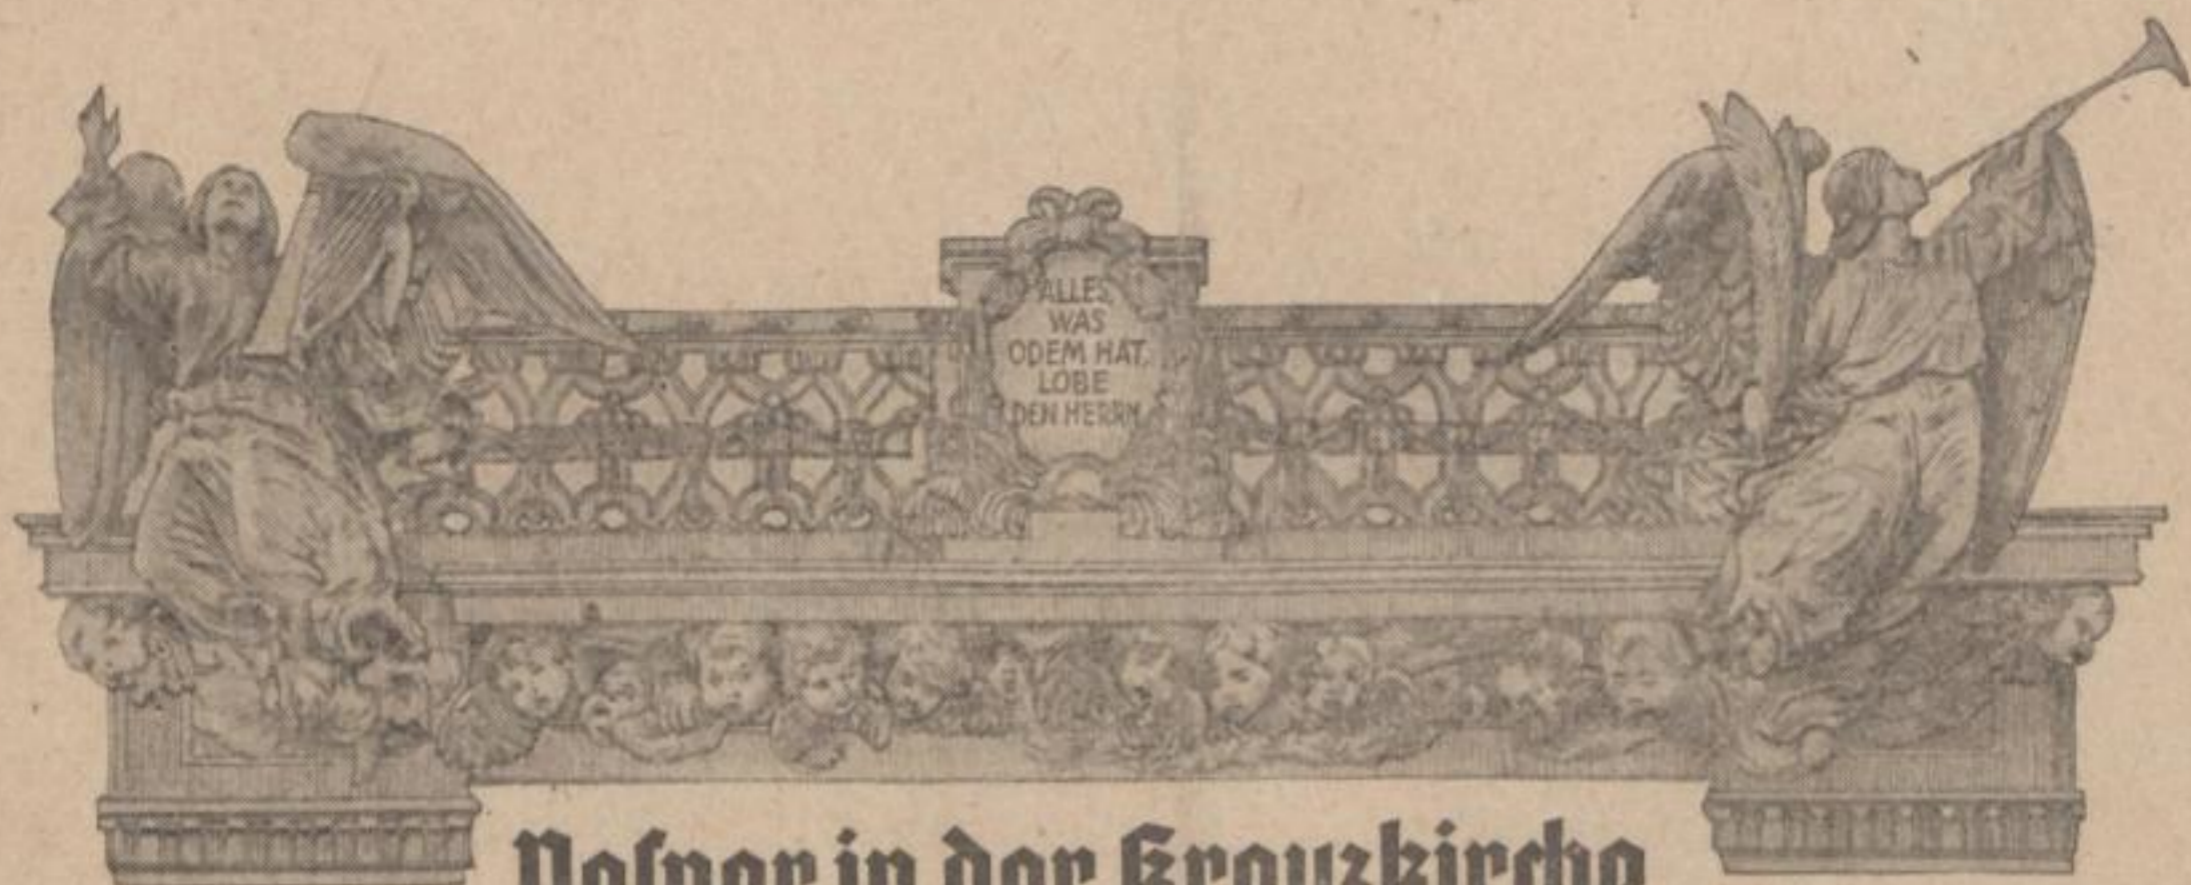 ALLES,
WAS
ODEM HAT,
LOBE
DEN HERRN
Vesper in der Kreuzkirche